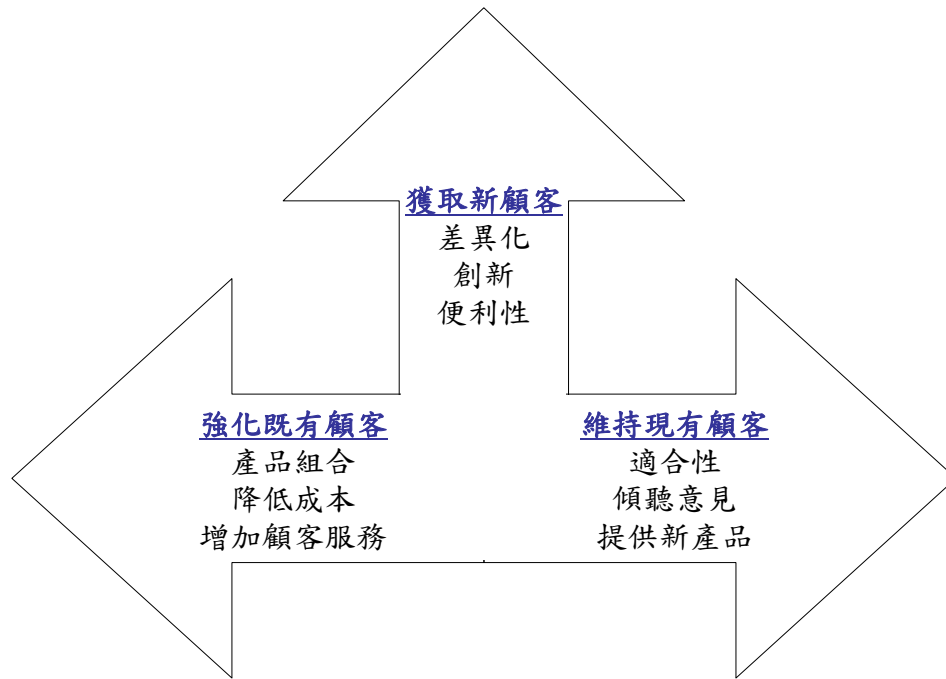 獲取新顧客
差異化
創新
便利性
強化既有顧客
產品組合
降低成本
增加顧客服務
維持現有顧客
適合性
傾聽意見
提供新產品